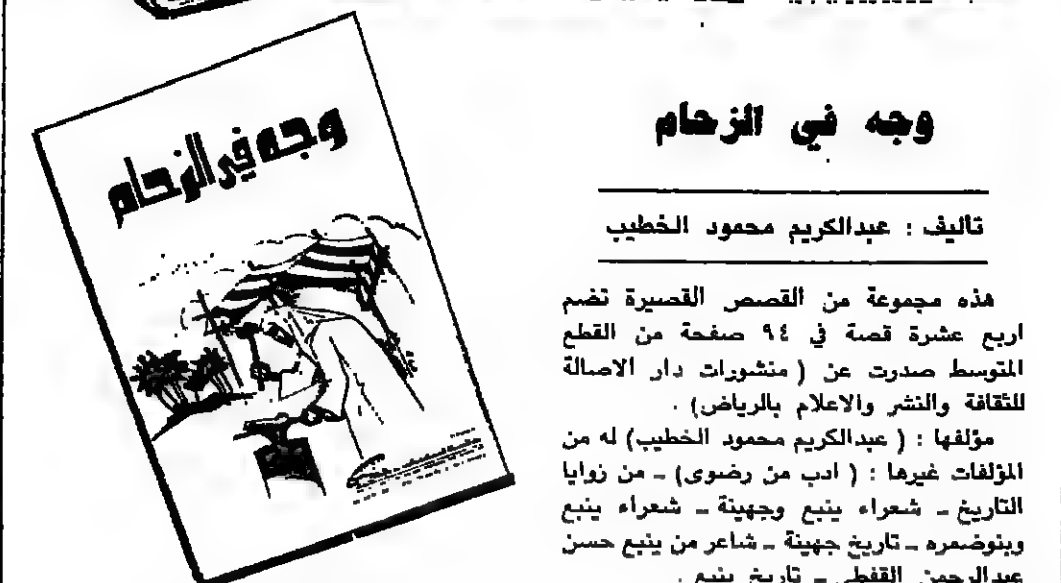 وجه في الزحام
وجه في الزحام
تأليف : عبدالكريم محمود الخطيب
هذه مجموعة من القصص القصيرة تضم
اربع عشرة قصة في ٩٤ صفحة من القطع
المتوسط صدرت عن ( منشورات دار الاصالة
للثقافة والنشر والاعلام بالرياض) .
مؤلفها : ( عبدالكريم محمود الخطيب) له من
المؤلفات غيرها : ( ادب من رضوى) ـ من زوايا
التاريخ ـ شعراء ينبع وجهينة ـ شعراء ينبع
وبنوضمره ـ تاريخ جهينة ـ شاعر من ينبع حسن
عبدالرحمن القفطي ـ تاريخ ينبع .